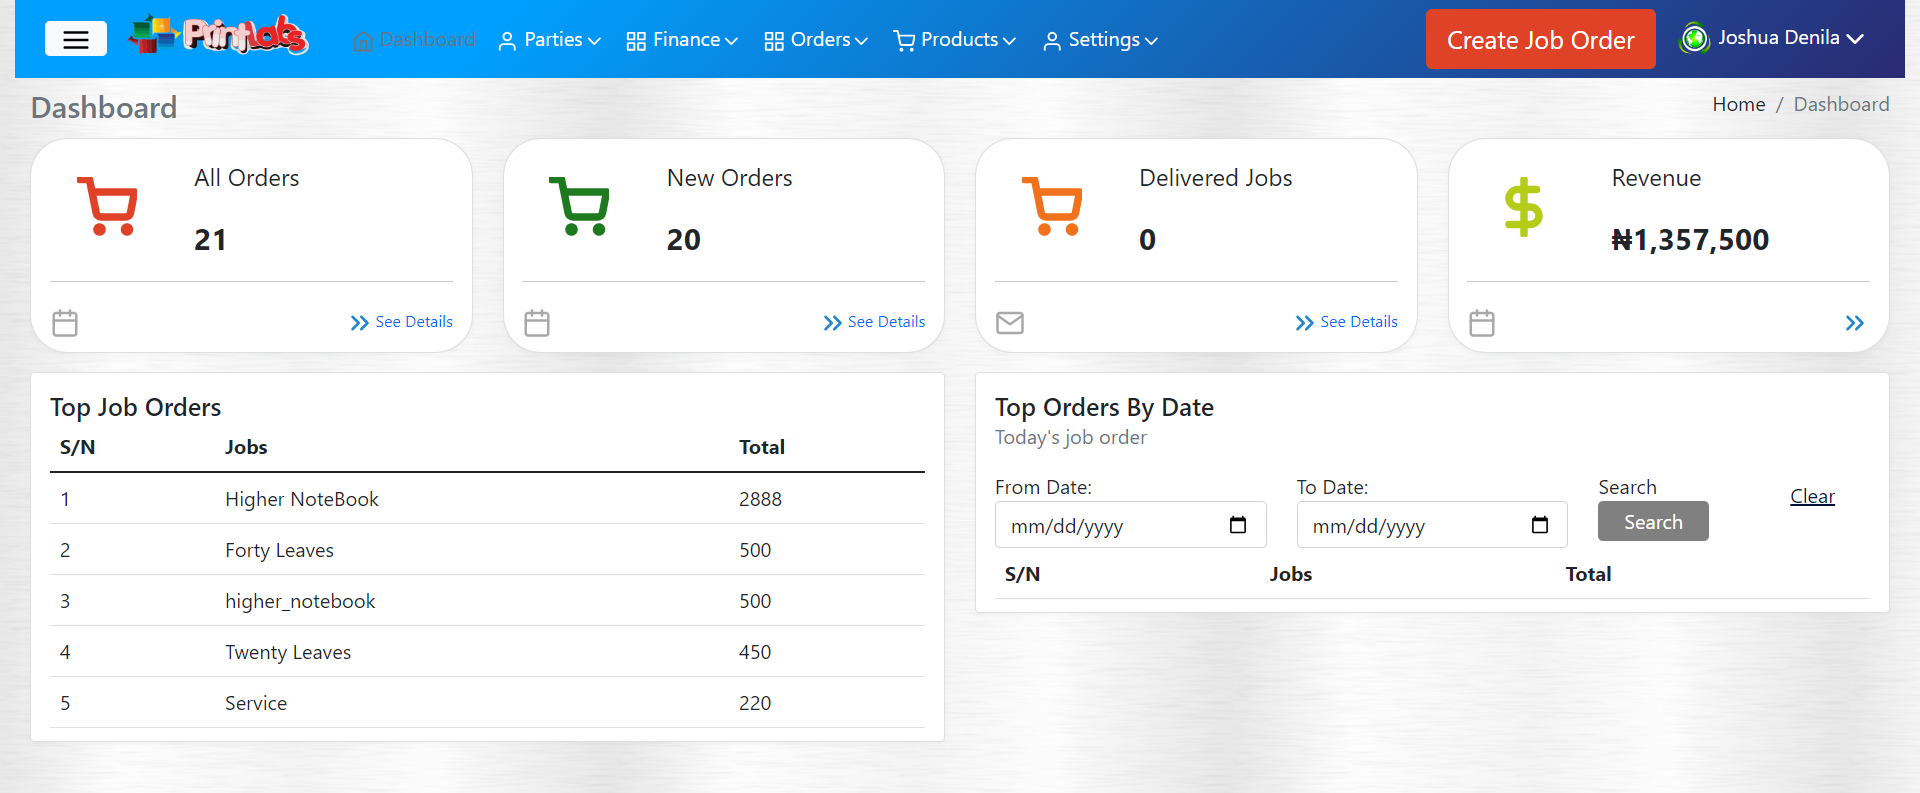 PrintLabs
Dashboard Parties Finance Orders Products Settings Create Job Order Joshua Denila
Dashboard
Home / Dashboard
All Orders
21
See Details
New Orders
20
See Details
Delivered Jobs
0
See Details
Revenue
₦1,357,500
Top Job Orders
S/N Jobs Total
1 Higher NoteBook 2888
2 Forty Leaves 500
3 higher_notebook 500
4 Twenty Leaves 450
5 Service 220
Top Orders By Date
Today's job order
From Date: To Date: Search
Clear
mm/dd/yyyy mm/dd/yyyy Search
S/N Jobs Total